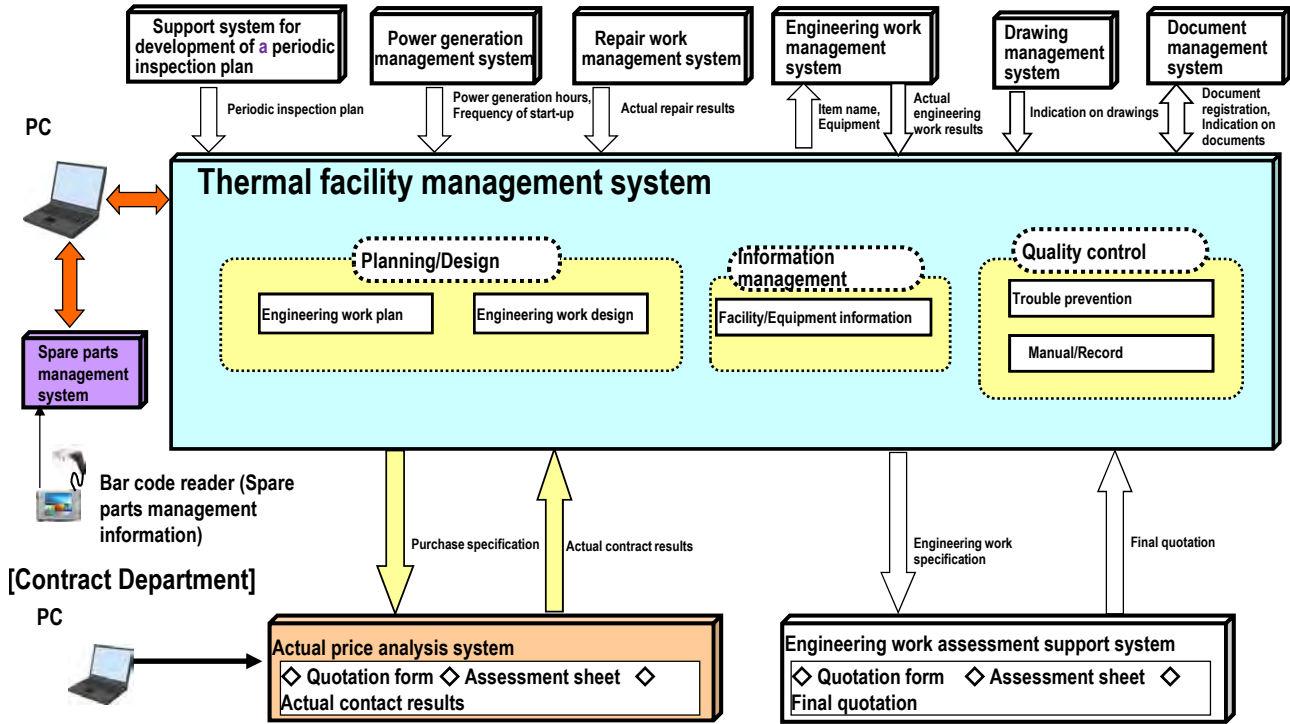 Support system for
development of a periodic
inspection plan
Power generation
management system
Repair work
management system
Engineering work
management
system
Drawing
management
system
Document
management
system
Periodic inspection plan
Power generation hours,
Frequency of start-up
Actual repair results
Item name,
Equipment
Actual
engineering
work results
Indication on drawings
Document
registration,
Indication on
documents
PC
Thermal facility management system
Planning/Design
Engineering work plan
Engineering work design
Information
management
Facility/Equipment information
Quality control
Trouble prevention
Manual/Record
Spare parts
management
system
Bar code reader (Spare
parts management
information)
Purchase specification
Actual contract results
Engineering work
specification
Final quotation
[Contract Department]
PC
Actual price analysis system
◇ Quotation form ◇ Assessment sheet ◇
Actual contact results
Engineering work assessment support system
◇ Quotation form ◇ Assessment sheet ◇
Final quotation